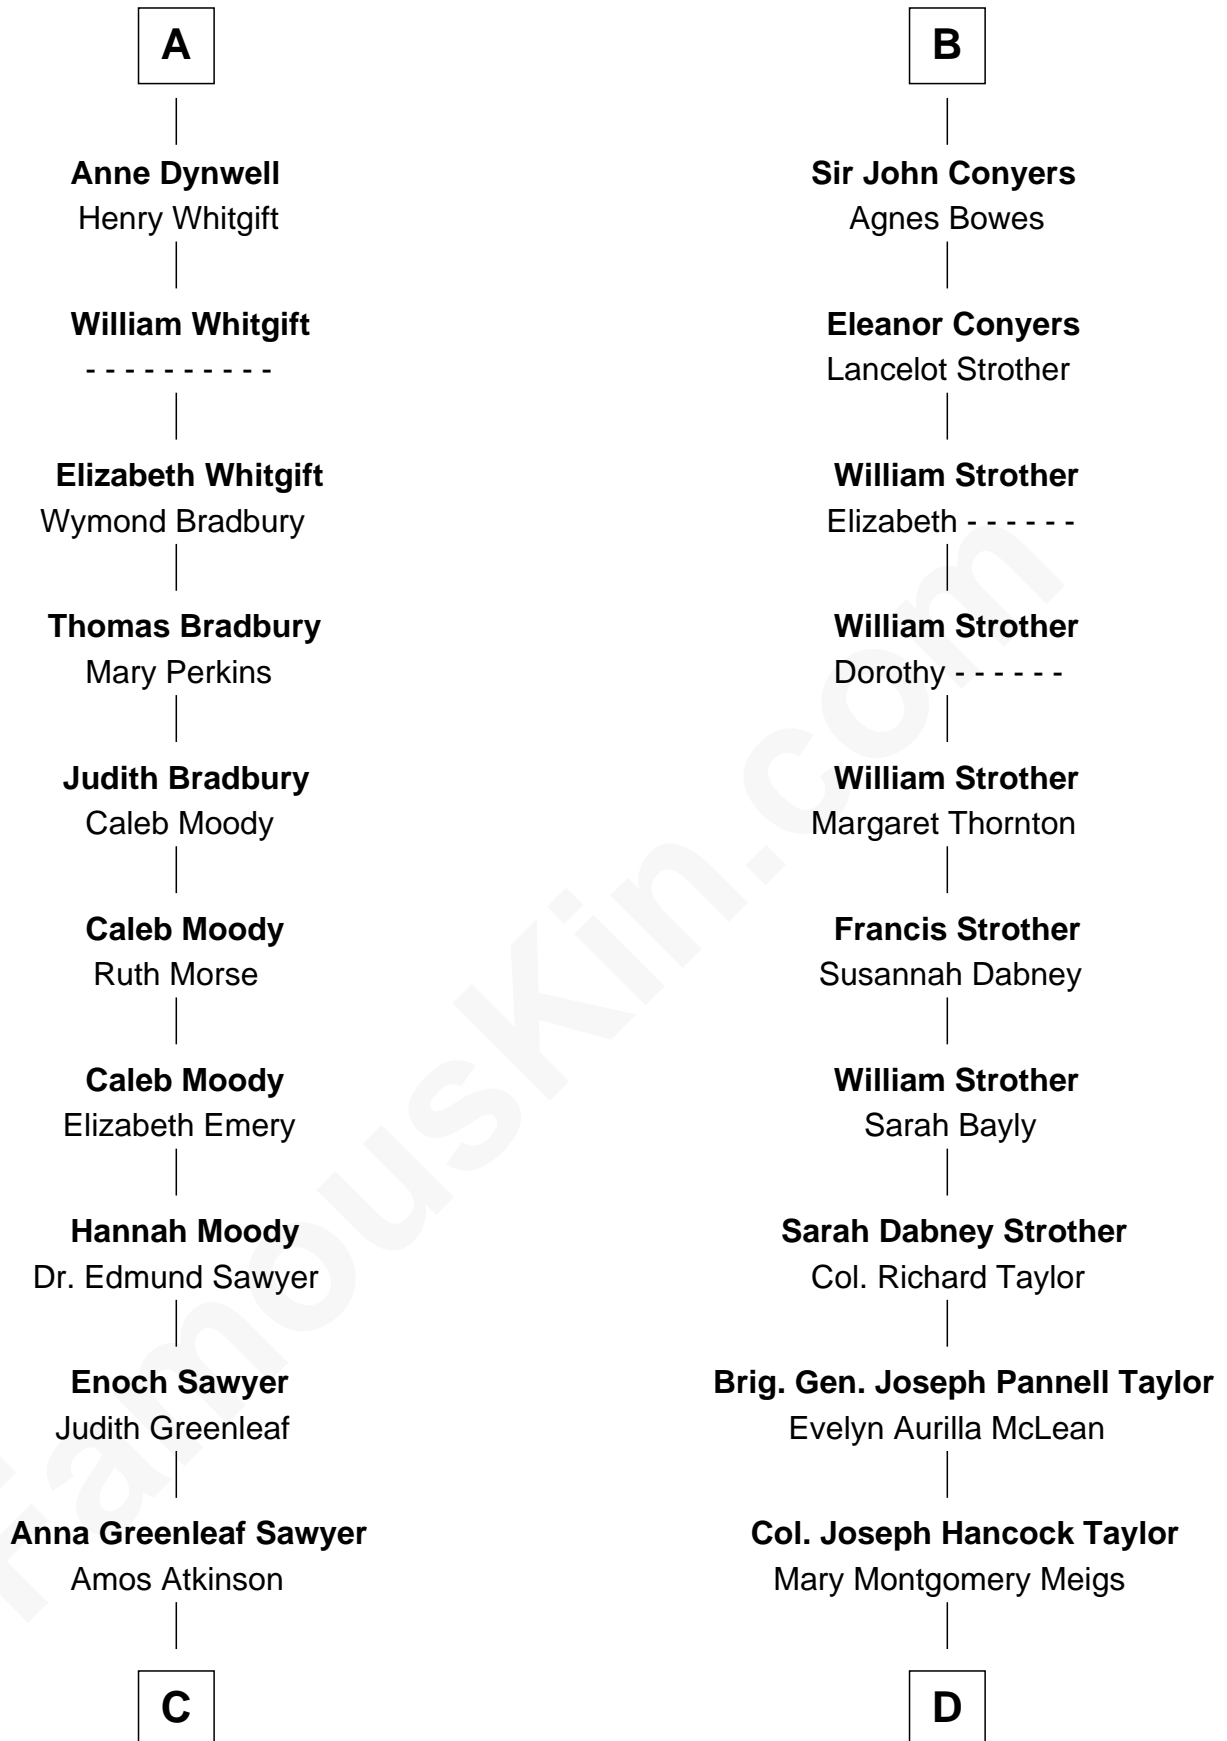 A
Anne Dynwell
Henry Whitgift
William Whitgift
- - - - - - - - - -
Elizabeth Whitgift
Wymond Bradbury
Thomas Bradbury
Mary Perkins
Judith Bradbury
Caleb Moody
Caleb Moody
Ruth Morse
Caleb Moody
Elizabeth Emery
Hannah Moody
Dr. Edmund Sawyer
Enoch Sawyer
Judith Greenleaf
Anna Greenleaf Sawyer
Amos Atkinson
C
B
Sir John Conyers
Agnes Bowes
Eleanor Conyers
Lancelot Strother
William Strother
Elizabeth - - - - - -
William Strother
Dorothy - - - - - -
William Strother
Margaret Thornton
Francis Strother
Susannah Dabney
William Strother
Sarah Bayly
Sarah Dabney Strother
Col. Richard Taylor
Brig. Gen. Joseph Pannell Taylor
Evelyn Aurilla McLean
Col. Joseph Hancock Taylor
Mary Montgomery Meigs
D
FamousKin.com